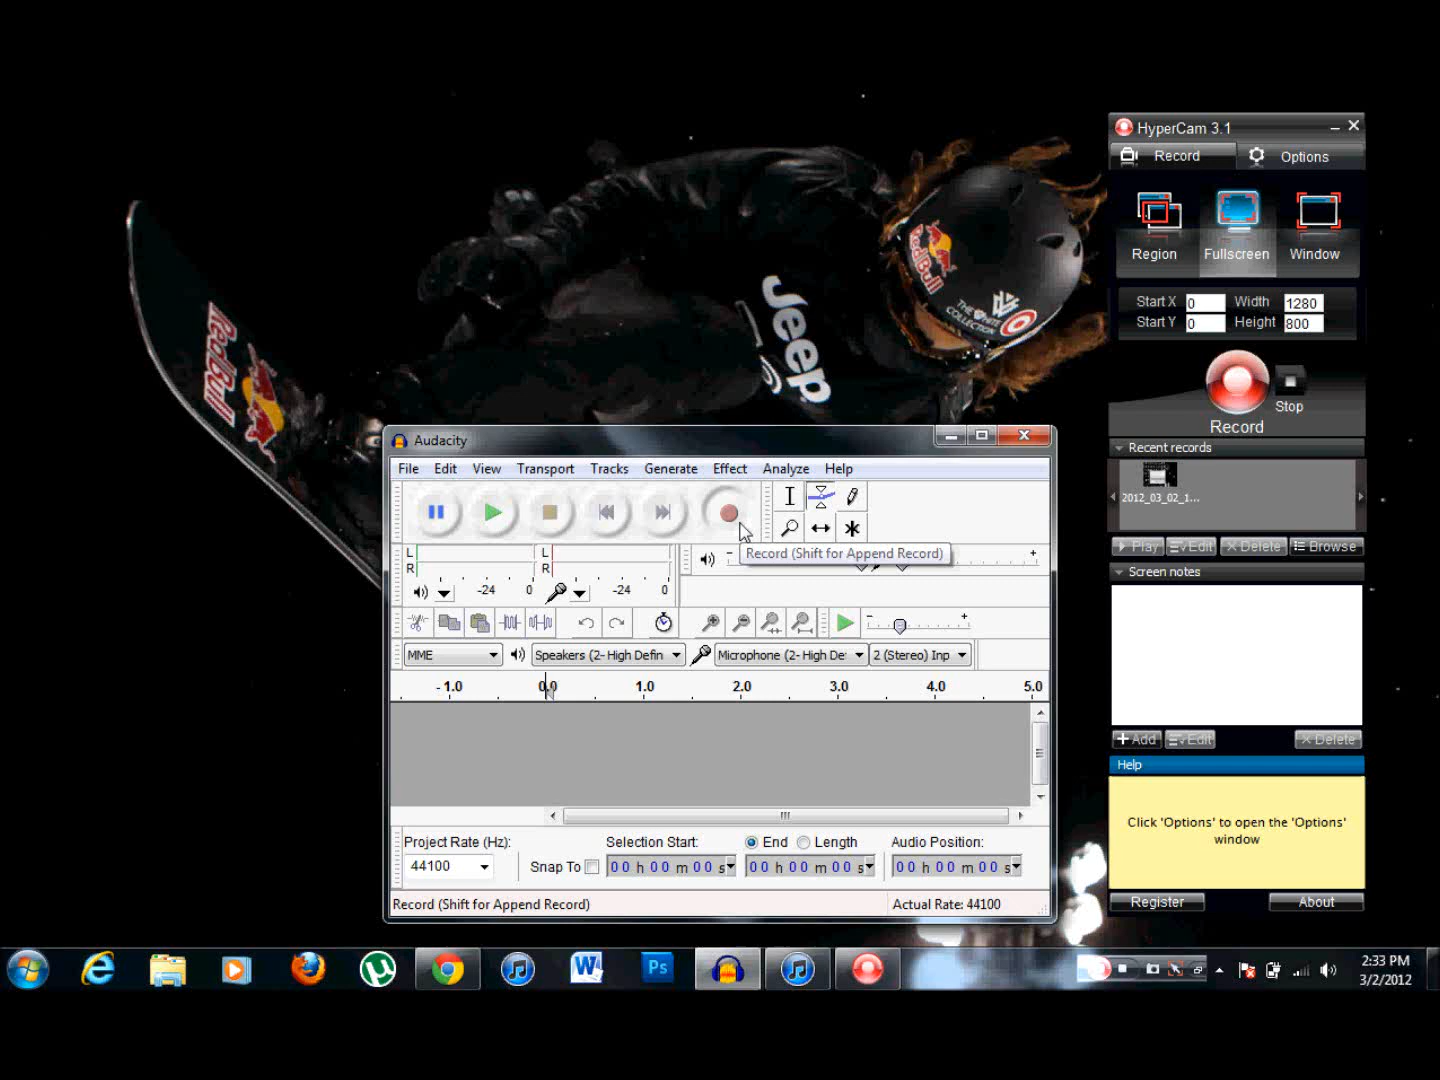 RedBull
RedBull
THE WHITE
COLLECTION
Jeep
HyperCam 3.1
Record
Options
Region
Fullscreen
Window
Start X 0 Width 1280
Start Y 0 Height 800
Stop
Record
Recent records
2012_03_02_1...
Play Edit Delete Browse
Screen notes
Add Edit Delete
Help
Click 'Options' to open the 'Options'
window
Register About
Audacity
File Edit View Transport Tracks Generate Effect Analyze Help
Record (Shift for Append Record)
L
R
L
R
-24 0
-24 0
- +
- +
MME
Speakers (2- High Defin
Microphone (2- High De
2 (Stereo) Inp
-1.0 0.0 1.0 2.0 3.0 4.0 5.0
Project Rate (Hz):
44100
Snap To
Selection Start:
End Length
Audio Position:
00 h 00 m 00 s
00 h 00 m 00 s
00 h 00 m 00 s
Record (Shift for Append Record)
Actual Rate: 44100
W
Ps
2:33 PM
3/2/2012